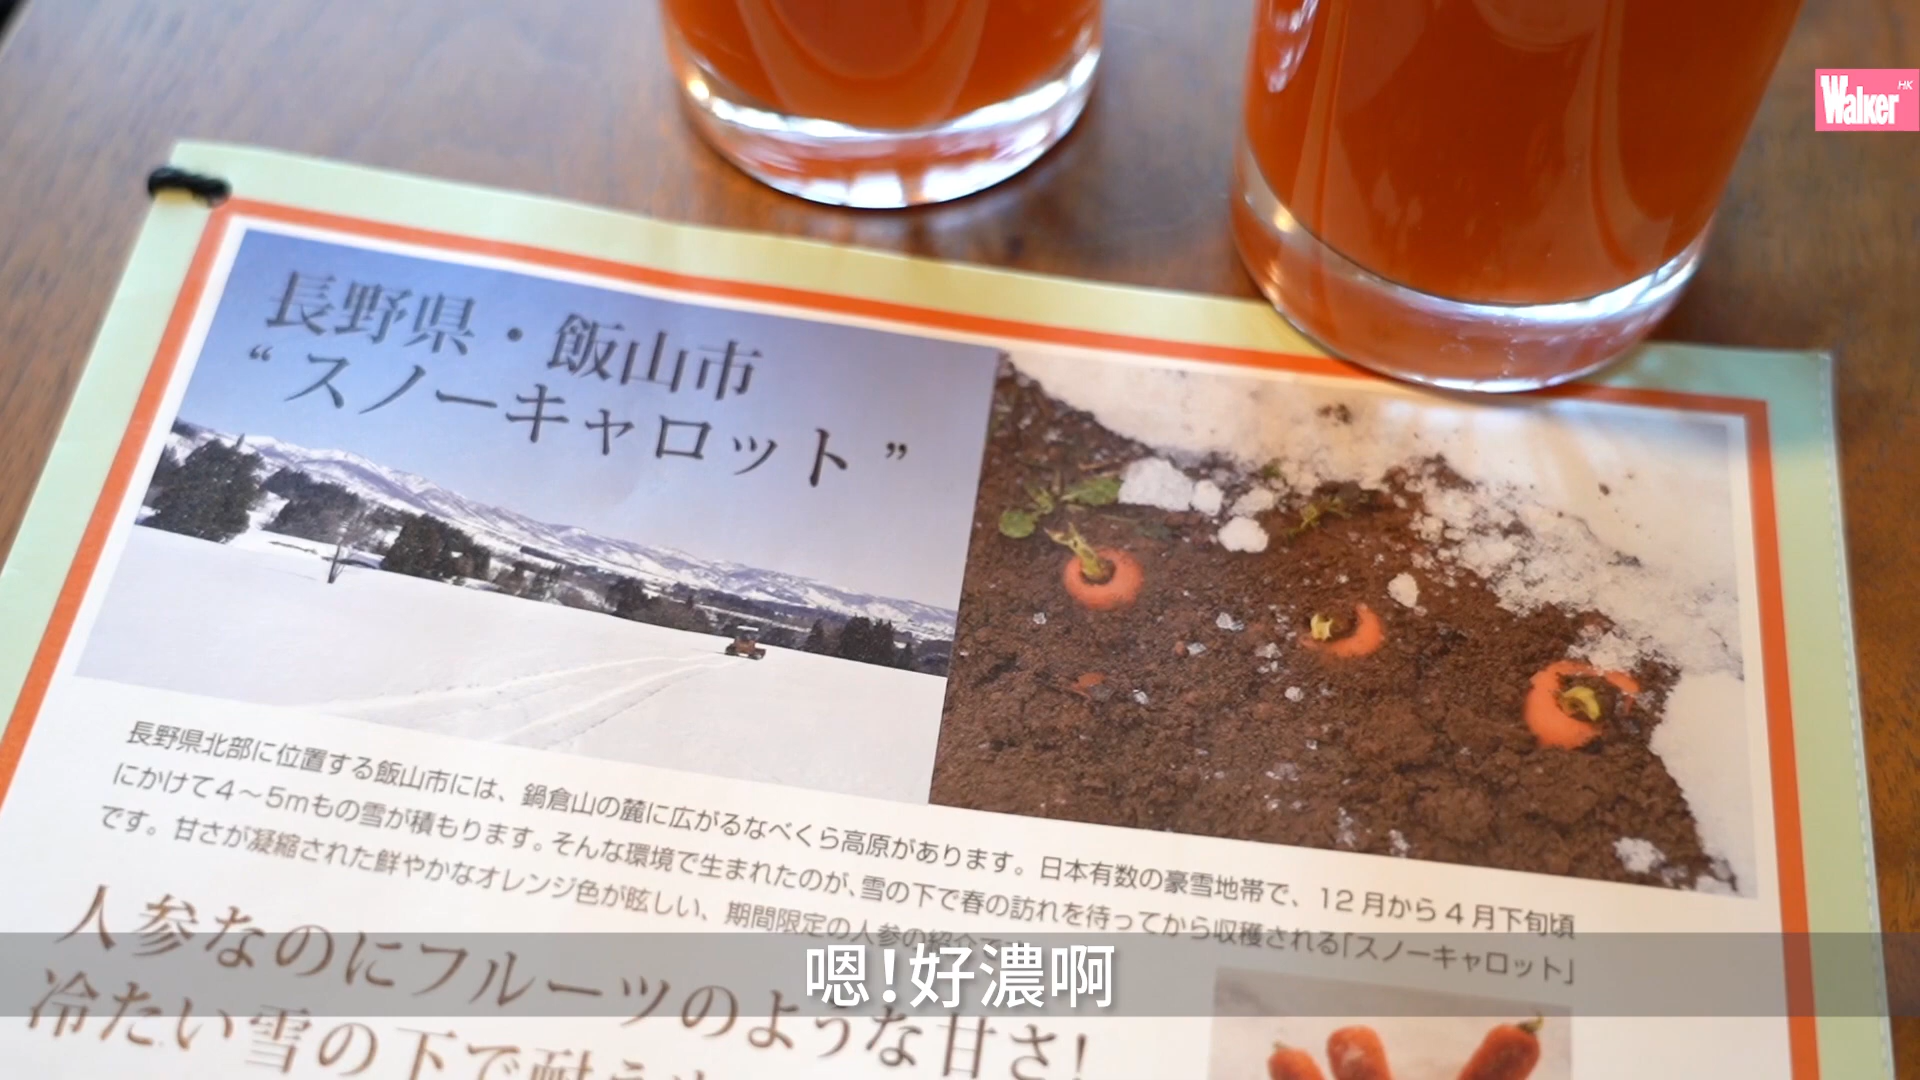 Walker HK
長野県・飯山市
“スノーキャロット”
長野県北部に位置する飯山市には、鍋倉山の麓に広がるなべくら高原があります。日本有数の豪雪地帯で、12月から4月下旬頃
にかけて4～5mもの雪が積もります。そんな環境で生まれたのが、雪の下で春の訪れを待ってから収穫される「スノーキャロット」
です。甘さが凝縮された鮮やかなオレンジ色が眩しい、期間限定の人参の紹介です。
人参なのにフルーツのような甘さ!
冷たい雪の下で耐
嗯！好濃啊